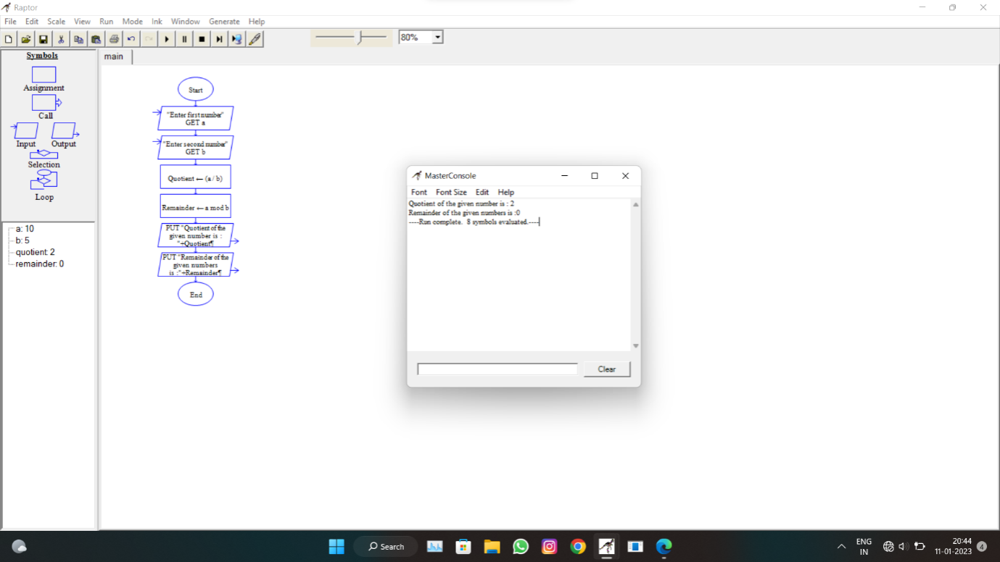 Raptor
File Edit Scale View Run Mode Ink Window Generate Help
80%
Symbols
Assignment
Call
Input Output
Selection
Loop
a: 10
b: 5
quotient: 2
remainder: 0
main
Start
"Enter first number"
GET a
"Enter second number"
GET b
Quotient ← (a / b)
Remainder ← a mod b
PUT "Quotient of the
given number is :
"+Quotient¶
PUT "Remainder of the
given numbers
is :"+Remainder¶
End
MasterConsole
Font Font Size Edit Help
Quotient of the given number is : 2
Remainder of the given numbers is :0
----Run complete. 8 symbols evaluated.----
Clear
Search
ENG
IN
20:44
11-01-2023
4